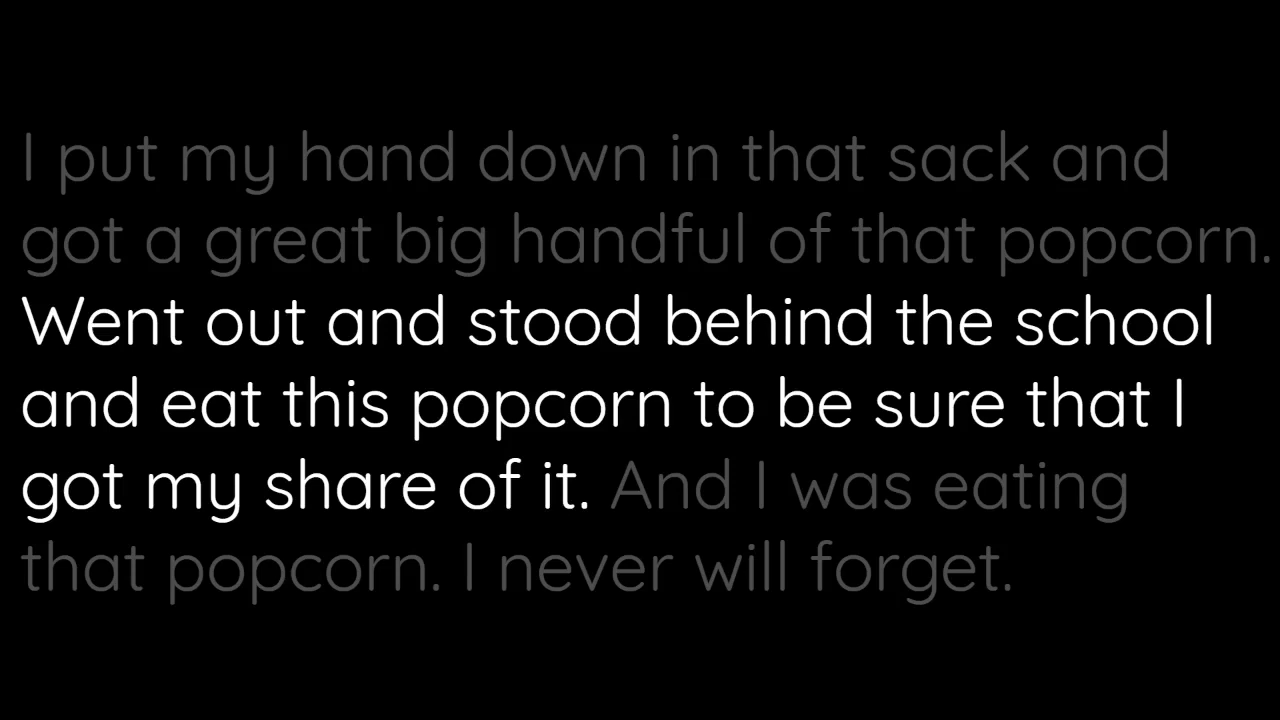 I put my hand down in that sack and
got a great big handful of that popcorn.
Went out and stood behind the school
and eat this popcorn to be sure that I
got my share of it. And I was eating
that popcorn. I never will forget.